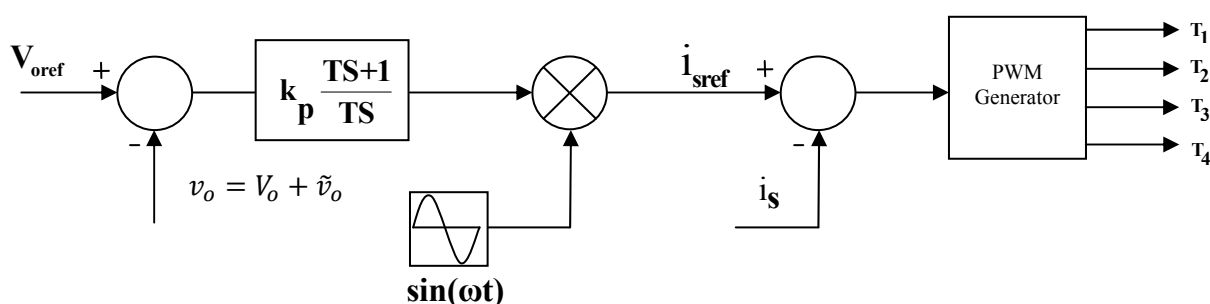 V_oref
+
-
k_p TS+1
TS
v_o = V_o + ṽ_o
sin(ωt)
i_sref
+
-
i_s
PWM
Generator
T_1
T_2
T_3
T_4